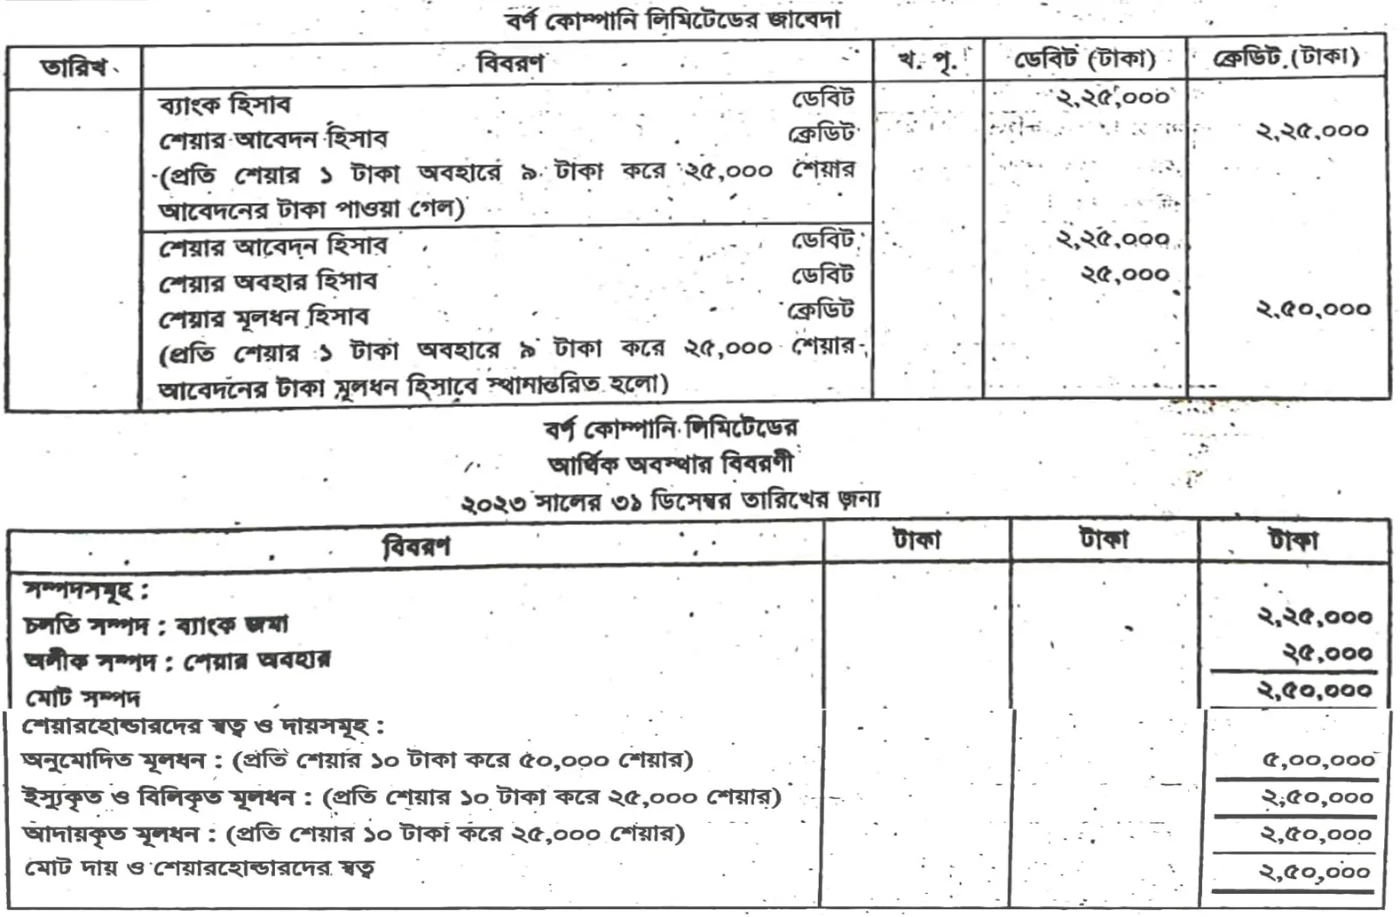 বর্ণ কোম্পানি লিমিটেডের জাবেদা
তারিখ বিবরণ খ. পৃ. ডেবিট (টাকা) ক্রেডিট (টাকা)
ব্যাংক হিসাব ডেবিট ২,২৫,০০০
শেয়ার আবেদন হিসাব ক্রেডিট ২,২৫,০০০
(প্রতি শেয়ার ১ টাকা অবহারে ৯ টাকা করে ২৫,০০০ শেয়ার
আবেদনের টাকা পাওয়া গেল)
শেয়ার আবেদন হিসাব ডেবিট ২,২৫,০০০
শেয়ার অবহার হিসাব ডেবিট ২৫,০০০
শেয়ার মূলধন হিসাব ক্রেডিট ২,৫০,০০০
(প্রতি শেয়ার ১ টাকা অবহারে ৯ টাকা করে ২৫,০০০ শেয়ার
আবেদনের টাকা মূলধন হিসাবে স্থানান্তরিত হলো)
বর্ণ কোম্পানি লিমিটেডের
আর্থিক অবস্থার বিবরণী
২০২৩ সালের ৩১ ডিসেম্বর তারিখের জন্য
বিবরণ টাকা টাকা টাকা
সম্পদসমূহ :
চলতি সম্পদ : ব্যাংক জমা ২,২৫,০০০
অলীক সম্পদ : শেয়ার অবহার ২৫,০০০
মোট সম্পদ ২,৫০,০০০
শেয়ারহোল্ডারদের স্বত্ব ও দায়সমূহ :
অনুমোদিত মূলধন : (প্রতি শেয়ার ১০ টাকা করে ৫০,০০০ শেয়ার) ৫,০০,০০০
ইস্যুকৃত ও বিলিকৃত মূলধন : (প্রতি শেয়ার ১০ টাকা করে ২৫,০০০ শেয়ার) ২,৫০,০০০
আদায়কৃত মূলধন : (প্রতি শেয়ার ১০ টাকা করে ২৫,০০০ শেয়ার) ২,৫০,০০০
মোট দায় ও শেয়ারহোল্ডারদের স্বত্ব ২,৫০,০০০